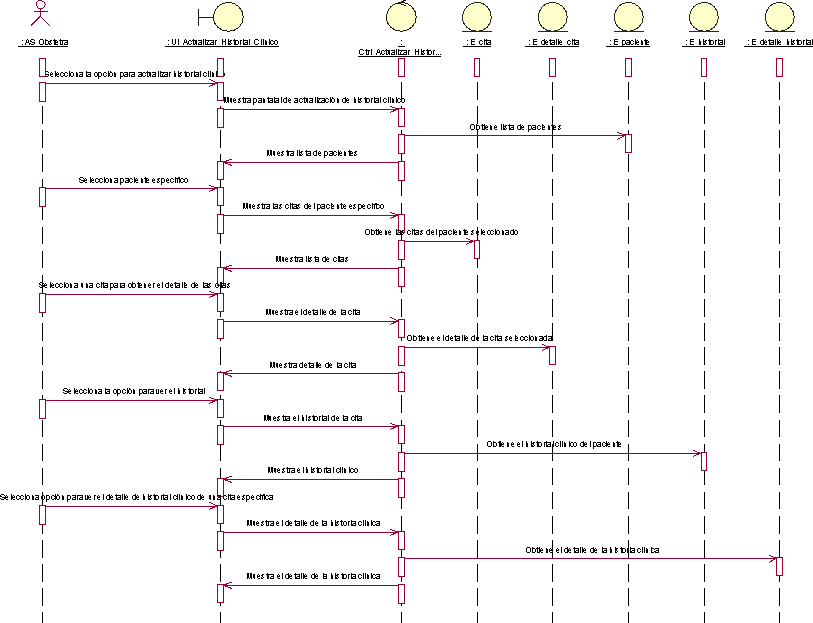 : AS Obstetra
: UI Actualizar Historial Clínico
:
Ctrl Actualizar Histor...
: E cita
: E detalle cita
: E paciente
: E historial
: E detalle historial
Selecciona la opción para actualizar historial clínico
Muestra pantalal de actualización de historial clínico
Obtiene lista de pacientes
Muestra lista de pacientes
Selecciona paciente especifico
Muestra las citas del paciente especifico
Obtiene las citas del paciente seleccionado
Muestra lista de citas
Selecciona una cita para obtener el detalle de las citas
Muestra el detalle de la cita
Obtiene el detalle de la cita seleccionada
Muestra detalle de la cita
Selecciona la opción para ver el historial
Muestra el historial de la cita
Obtiene el historial clínico del paciente
Muestra el historial clínico
Selecciona opción para ver el detalle de historial clínico de una cita especifica
Muestra el detalle de la historia clínica
Obtiene el detalle de la historia clínica
Muestra el detalle de la historia clínica